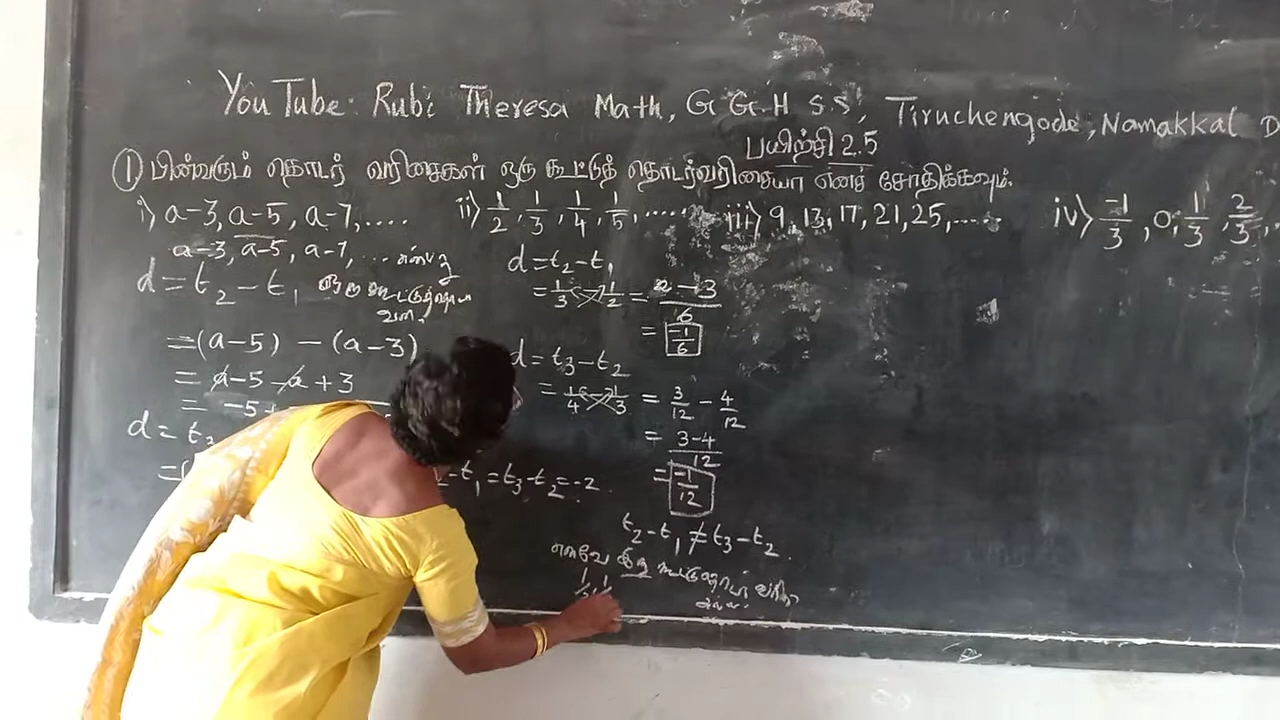 YouTube: Rubi Theresa Math, G G H S S, Tiruchengode, Namakkal D
பயிற்சி 2.5
① பின்வரும் தொடர் வரிசைகள் ஒரு கூட்டுத் தொடர்வரிசையா எனச் சோதிக்கவும்.
i) a-3, a-5, a-7, ....
ii) 1/2, 1/3, 1/4, 1/5, .....
iii) 9, 13, 17, 21, 25, .....
iv) -1/3, 0, 1/3, 2/3,
a-3, a-5, a-7, ...
d = t₂ - t₁
= (a-5) - (a-3)
= a-5-a+3
= -5+
d = t
t₁ = t₃ - t₂ = -2
d = t₂ - t₁
= 1/3 - 1/2 = 2-3/6
= -1/6
d = t₃ - t₂
= 1/4 - 1/3 = 3/12 - 4/12
= 3-4/12
= -1/12
t₂ - t₁ ≠ t₃ - t₂.
எனவே இது